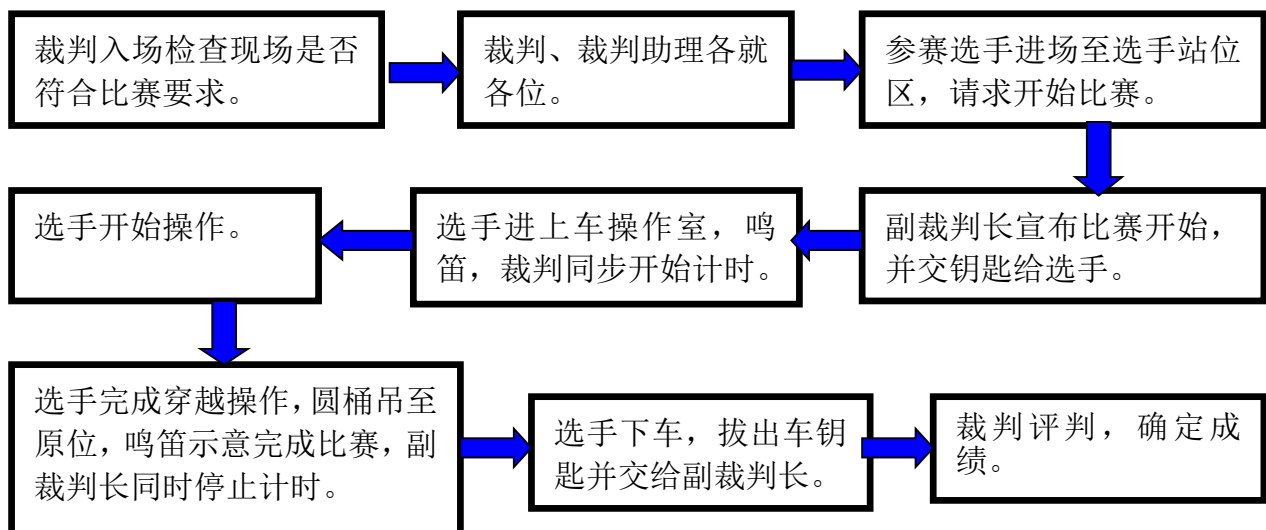 裁判入场检查现场是否
符合比赛要求。
裁判、裁判助理各就
各位。
参赛选手进场至选手站位
区，请求开始比赛。
副裁判长宣布比赛开始，
并交钥匙给选手。
选手进上车操作室，鸣
笛，裁判同步开始计时。
选手开始操作。
选手完成穿越操作，圆桶吊至
原位，鸣笛示意完成比赛，副
裁判长同时停止计时。
选手下车，拔出车钥
匙并交给副裁判长。
裁判评判，确定成
绩。